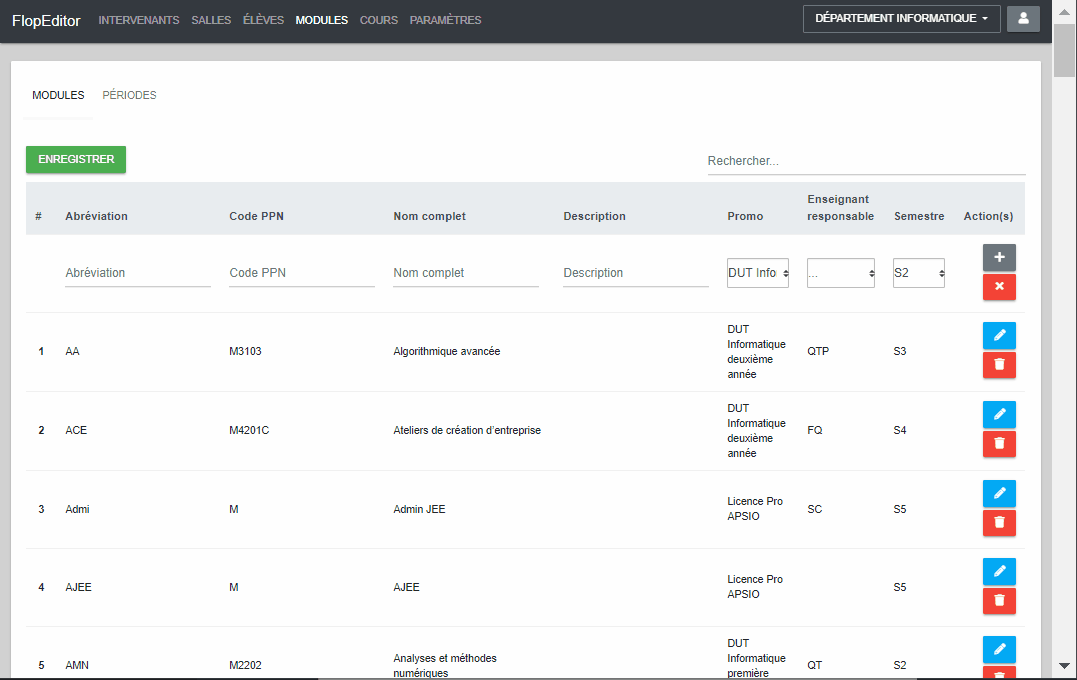 FlopEditor INTERVENANTS SALLES ÉLÈVES MODULES COURS PARAMÈTRES DÉPARTEMENT INFORMATIQUE
MODULES PÉRIODES
ENREGISTRER
Rechercher...
# Abréviation Code PPN Nom complet Description Promo Enseignant responsable Semestre Action(s)
Abréviation Code PPN Nom complet Description DUT Info ... S2
1 AA M3103 Algorithmique avancée DUT Informatique deuxième année QTP S3
2 ACE M4201C Ateliers de création d'entreprise DUT Informatique deuxième année FQ S4
3 Admi M Admin JEE Licence Pro APSIO SC S5
4 AJEE M AJEE Licence Pro APSIO S5
5 AMN M2202 Analyses et méthodes numériques DUT Informatique première QT S2